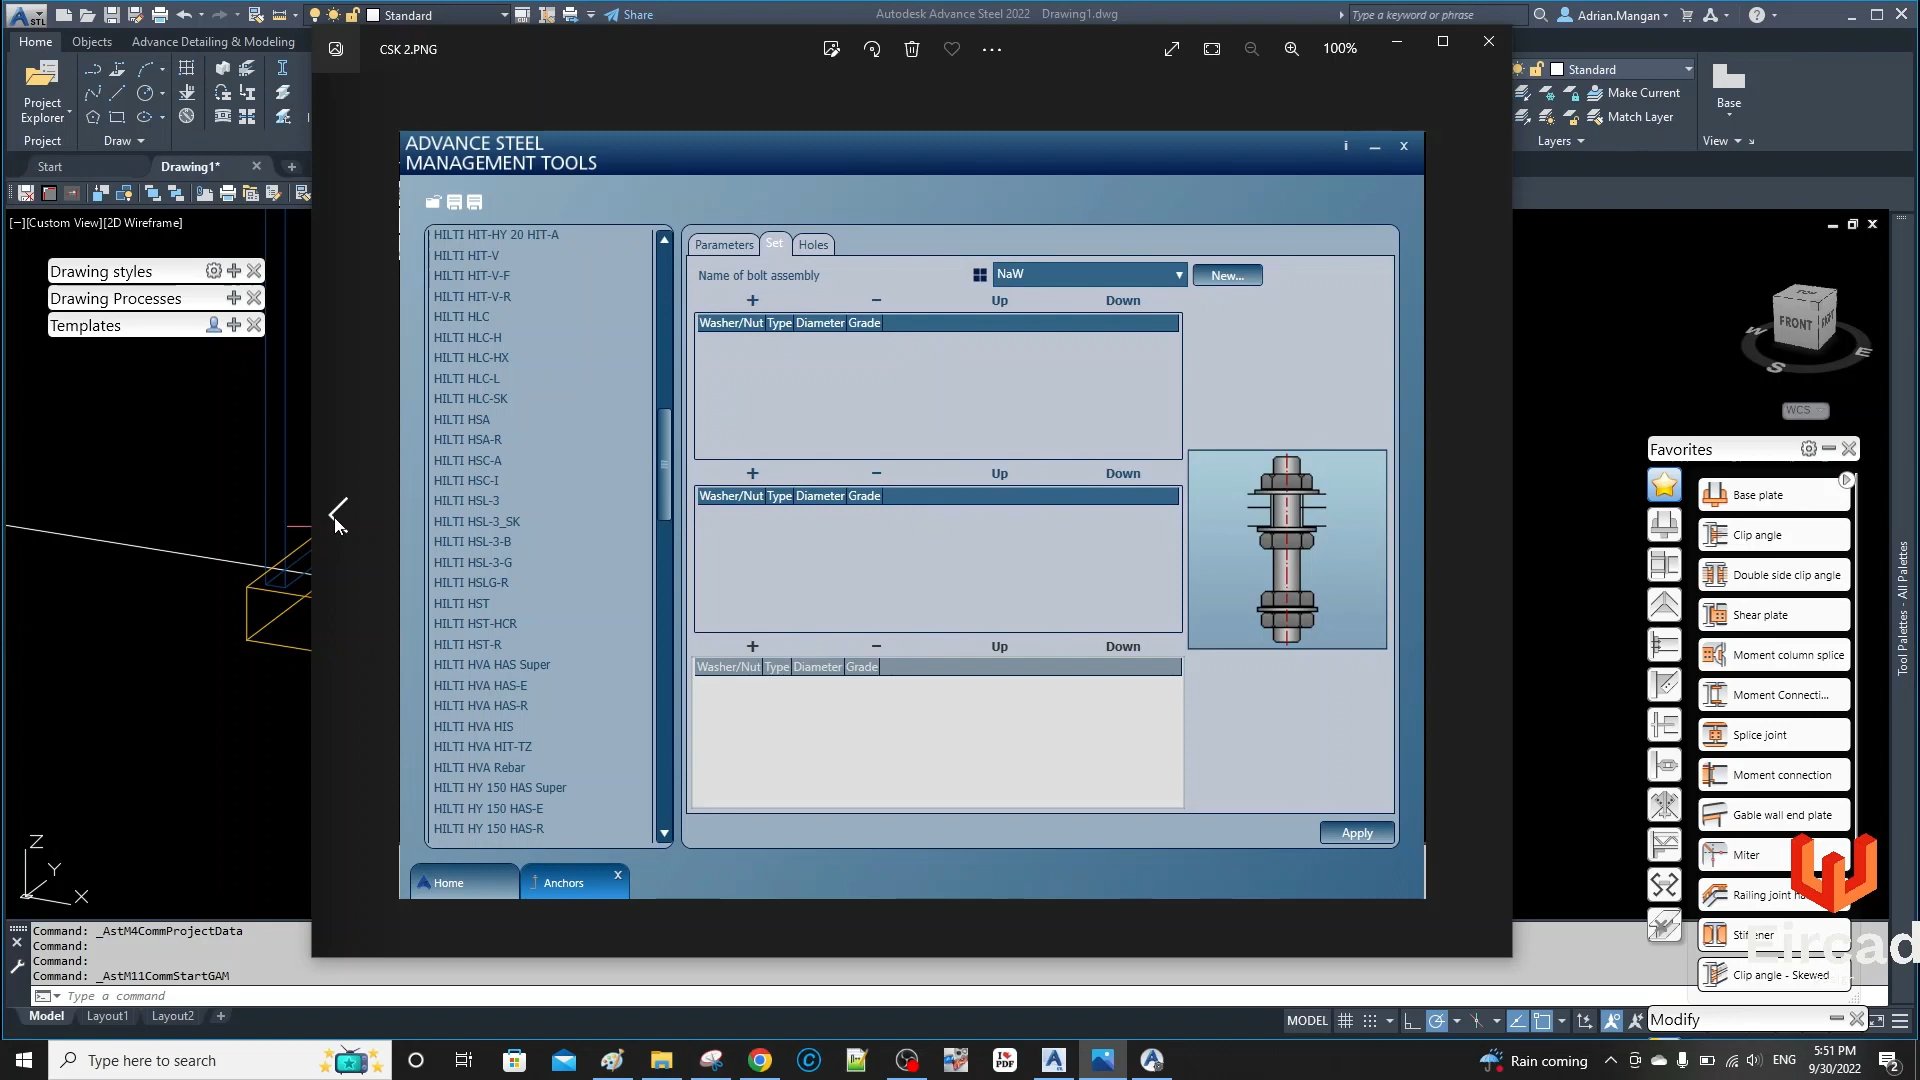 Standard
Share
Autodesk Advance Steel 2022 Drawing1.dwg
Type a keyword or phrase
Adrian.Mangan
Home
Objects
Advance Detailing & Modeling
CSK 2.PNG
100%
Project
Explorer
Project
Draw
Standard
Make Current
Match Layer
Layers
Base
View
Start
Drawing1*
[−][Custom View][2D Wireframe]
Drawing styles
Drawing Processes
Templates
ADVANCE STEEL
MANAGEMENT TOOLS
HILTI HIT-HY 20 HIT-A
HILTI HIT-V
HILTI HIT-V-F
HILTI HIT-V-R
HILTI HLC
HILTI HLC-H
HILTI HLC-HX
HILTI HLC-L
HILTI HLC-SK
HILTI HSA
HILTI HSA-R
HILTI HSC-A
HILTI HSC-I
HILTI HSL-3
HILTI HSL-3_SK
HILTI HSL-3-B
HILTI HSL-3-G
HILTI HSLG-R
HILTI HST
HILTI HST-HCR
HILTI HST-R
HILTI HVA HAS Super
HILTI HVA HAS-E
HILTI HVA HAS-R
HILTI HVA HIS
HILTI HVA HIT-TZ
HILTI HVA Rebar
HILTI HY 150 HAS Super
HILTI HY 150 HAS-E
HILTI HY 150 HAS-R
Parameters Set Holes
Name of bolt assembly
NaW
New...
+ − Up Down
Washer/Nut Type Diameter Grade
+ − Up Down
Washer/Nut Type Diameter Grade
+ − Up Down
Washer/Nut Type Diameter Grade
Apply
Home
Anchors
X
TOP
FRONT
RIGHT
W
S
E
WCS
Favorites
Base plate
Clip angle
Double side clip angle
Shear plate
Moment column splice
Moment Connecti...
Splice joint
Moment connection
Gable wall end plate
Miter
Railing joint ha
Stiffener
Clip angle - Skewed
Tool Palettes - All Palettes
Eircad
Z
Y
X
Command: _AstM4CommProjectData
Command:
Command:
Command: _AstM11CommStartGAM
Type a command
Model
Layout1
Layout2
MODEL
Modify
Type here to search
Rain coming
ENG
5:51 PM
9/30/2022
2